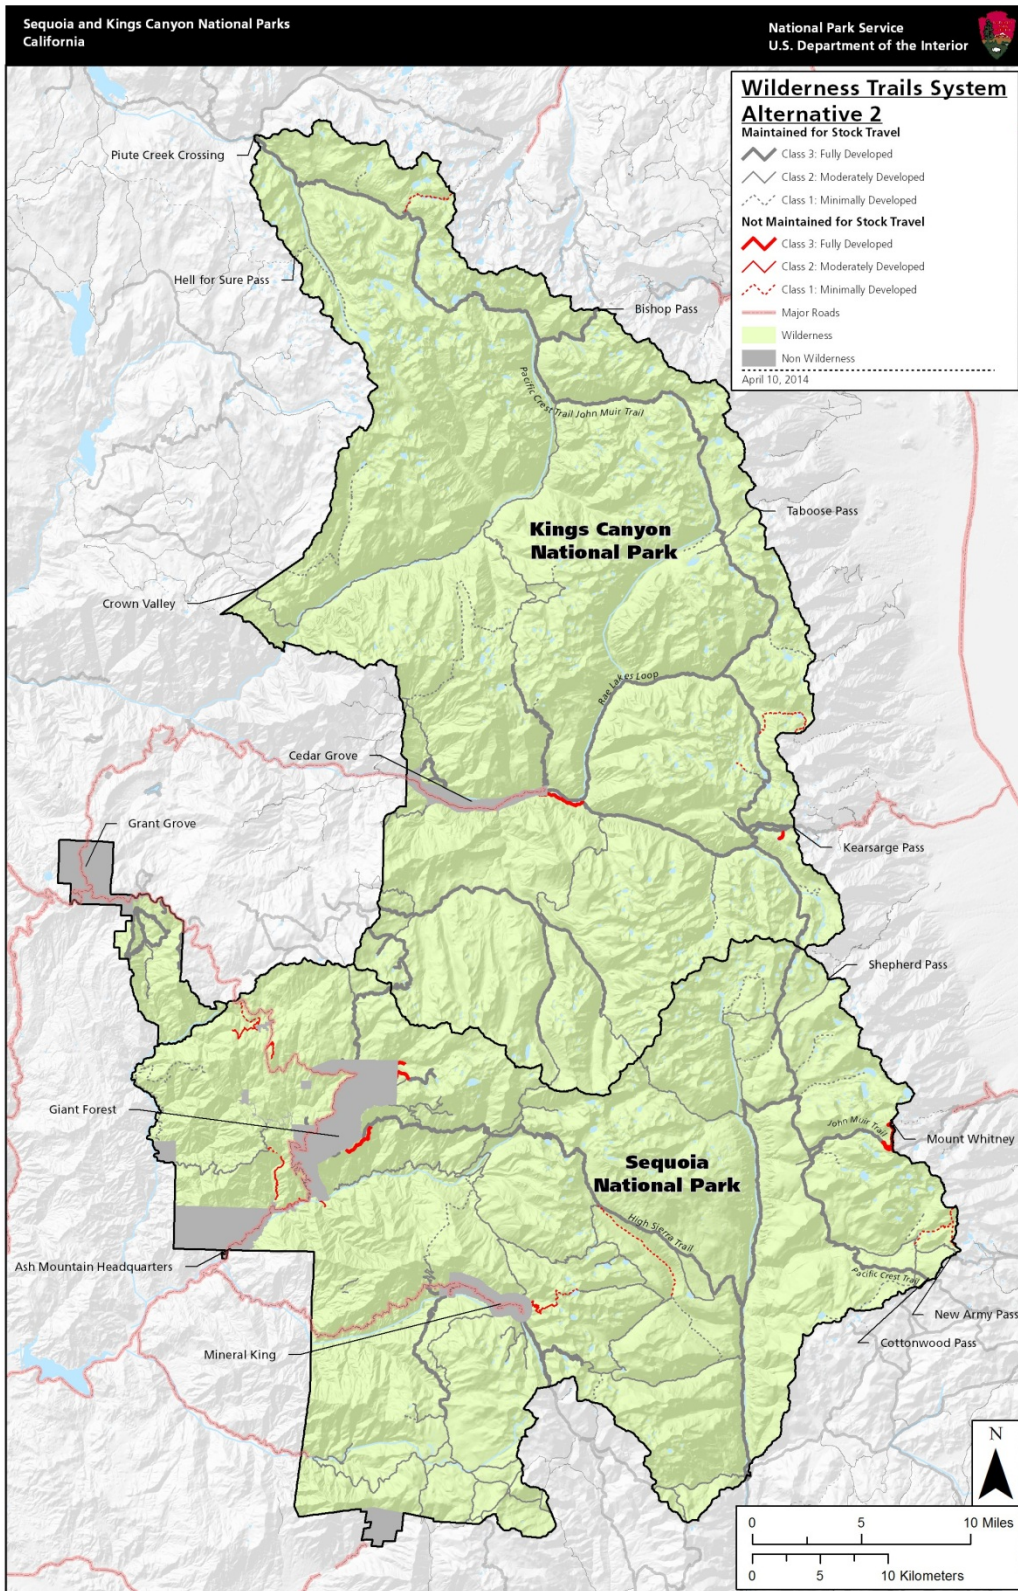 Sequoia and Kings Canyon National Parks
California
National Park Service
U.S. Department of the Interior
Wilderness Trails System
Alternative 2
Maintained for Stock Travel
Class 3: Fully Developed
Class 2: Moderately Developed
Class 1: Minimally Developed
Not Maintained for Stock Travel
Class 3: Fully Developed
Class 2: Moderately Developed
Class 1: Minimally Developed
Major Roads
Wilderness
Non Wilderness
April 10, 2014
Piute Creek Crossing
Hell for Sure Pass
Bishop Pass
Pacific Crest Trail John Muir Trail
Taboose Pass
Kings Canyon
National Park
Crown Valley
Rae Lakes Loop
Cedar Grove
Grant Grove
Kearsarge Pass
Shepherd Pass
Giant Forest
John Muir Trail
Mount Whitney
Sequoia
National Park
High Sierra Trail
Ash Mountain Headquarters
Pacific Crest Trail
New Army Pass
Cottonwood Pass
Mineral King
N
0 5 10 Miles
0 5 10 Kilometers